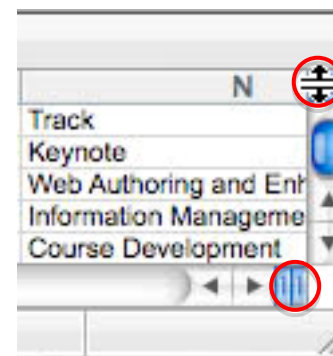 N
Track
Keynote
Web Authoring and Enh
Information Manageme
Course Development